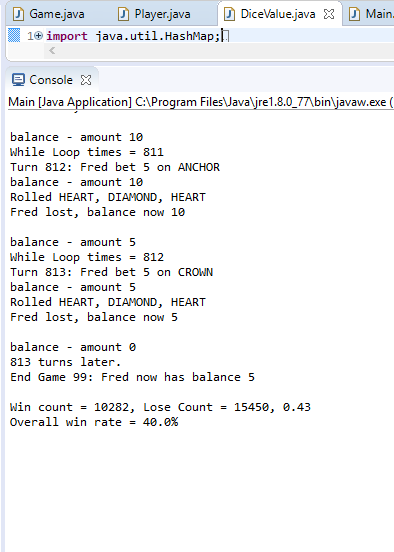 Game.java Player.java DiceValue.java Main.
1 import java.util.HashMap;
Console
Main [Java Application] C:\Program Files\Java\jre1.8.0_77\bin\javaw.exe (
balance - amount 10
While Loop times = 811
Turn 812: Fred bet 5 on ANCHOR
balance - amount 10
Rolled HEART, DIAMOND, HEART
Fred lost, balance now 10
balance - amount 5
While Loop times = 812
Turn 813: Fred bet 5 on CROWN
balance - amount 5
Rolled HEART, DIAMOND, HEART
Fred lost, balance now 5
balance - amount 0
813 turns later.
End Game 99: Fred now has balance 5
Win count = 10282, Lose Count = 15450, 0.43
Overall win rate = 40.0%